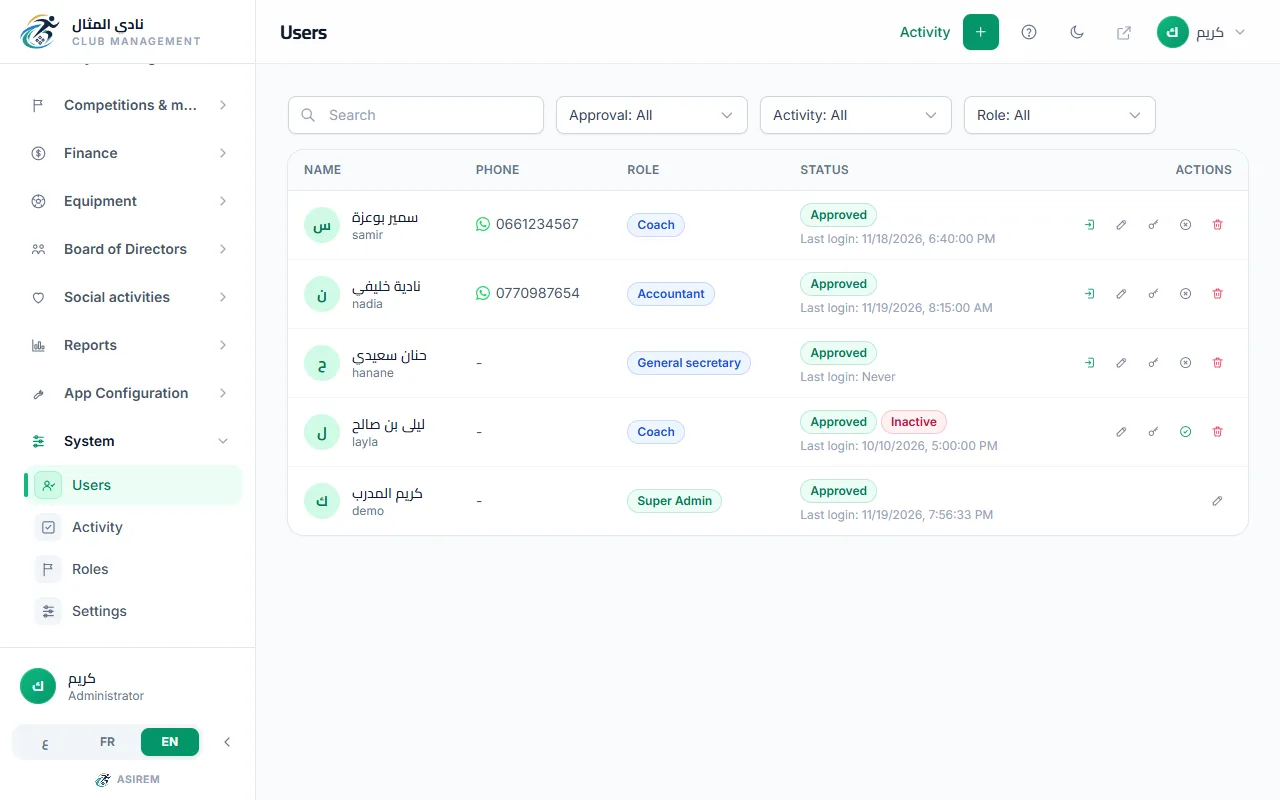 نادي المثال
CLUB MANAGEMENT
Users
Activity
ك
كريم
Competitions & m...
Finance
Equipment
Board of Directors
Social activities
Reports
App Configuration
System
Users
Activity
Roles
Settings
ك
كريم
Administrator
ع
FR
EN
ASIREM
Search
Approval: All
Activity: All
Role: All
NAME PHONE ROLE STATUS ACTIONS
س
سمير بوعزة
samir
0661234567
Coach
Approved
Last login: 11/18/2026, 6:40:00 PM
ن
نادية خليفي
nadia
0770987654
Accountant
Approved
Last login: 11/19/2026, 8:15:00 AM
ح
حنان سعيدي
hanane
-
General secretary
Approved
Last login: Never
ل
ليلى بن صالح
layla
-
Coach
Approved Inactive
Last login: 10/10/2026, 5:00:00 PM
ك
كريم المدرب
demo
-
Super Admin
Approved
Last login: 11/19/2026, 7:56:33 PM